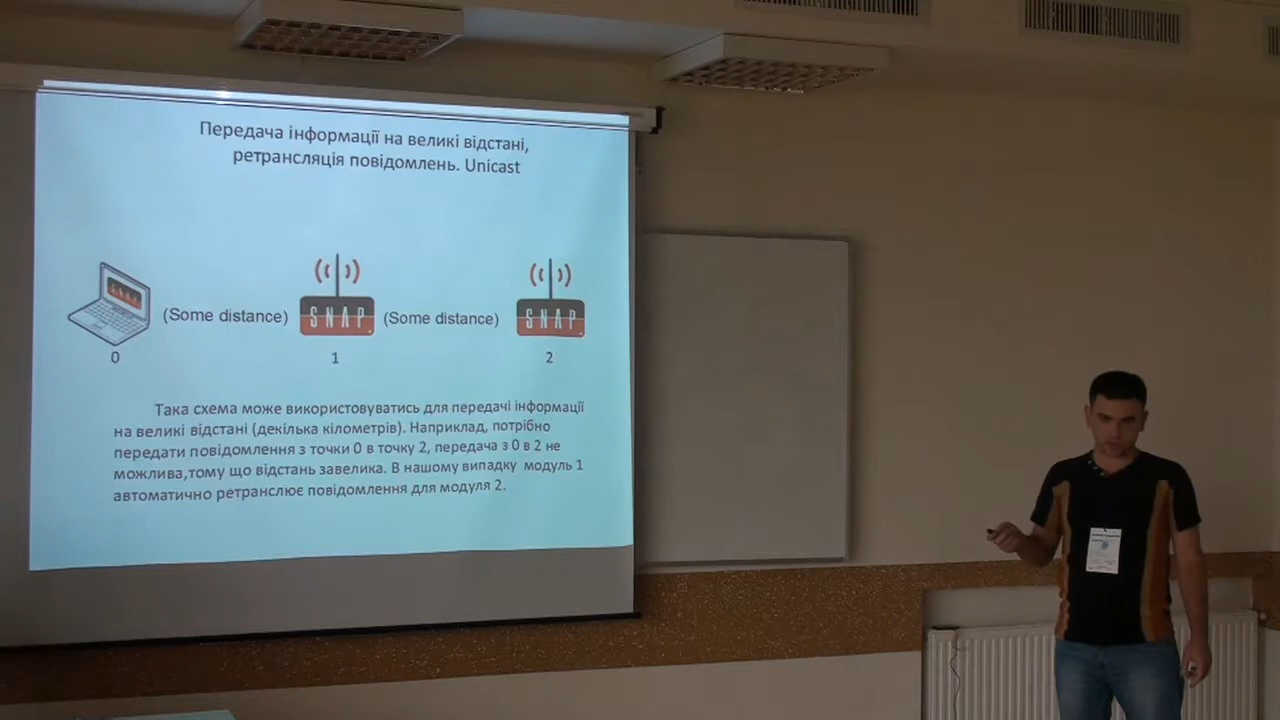 Передача інформації на великі відстані,
ретрансляція повідомлень. Unicast
(Some distance) SNAP (Some distance) SNAP
0 1 2
Така схема може використовуватись для передачі інформації
на великі відстані (декілька кілометрів). Наприклад, потрібно
передати повідомлення з точки 0 в точку 2, передача з 0 в 2 не
можлива,тому що відстань завелика. В нашому випадку модуль 1
автоматично ретранслює повідомлення для модуля 2.